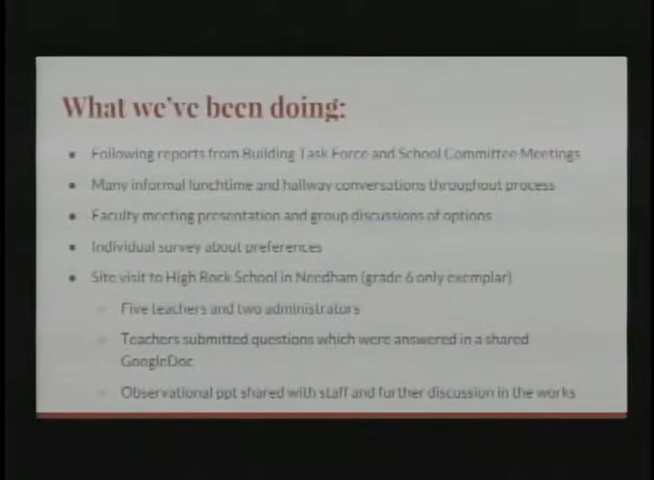 What we've been doing:
Following reports from Building Task Force and School Committee Meetings
Many informal lunchtime and hallway conversations throughout process
Faculty meeting presentation and group discussions of options
Individual survey about preferences
Site visit to High Rock School in Needham (grade 6 only exemplar)
Five teachers and two administrators
Teachers submitted questions which were answered in a shared
GoogleDoc
Observational ppt shared with staff and further discussion in the works